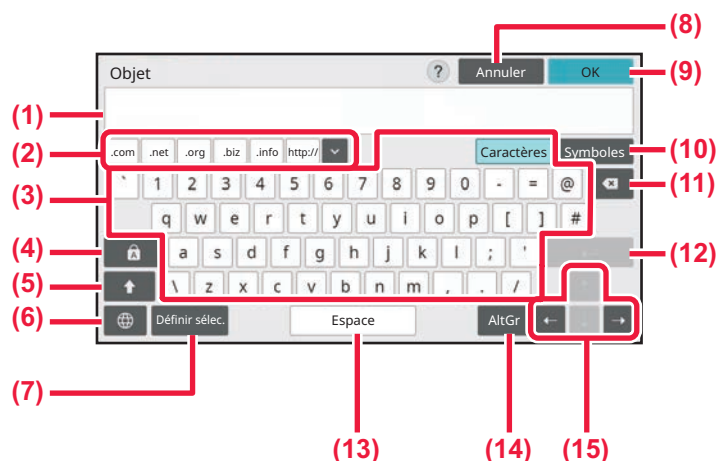 (8)
Objet ? Annuler OK (9)
(1)
(2) .com .net .org .biz .info http:// Caractères Symboles (10)
(3) ` 1 2 3 4 5 6 7 8 9 0 - = @ (11)
q w e r t y u i o p [ ] #
(4) A a s d f g h j k l ; ' (12)
(5) \ z x c v b n m , . /
(6) Définir sélec. Espace AltGr ← →
(7)
(13) (14) (15)